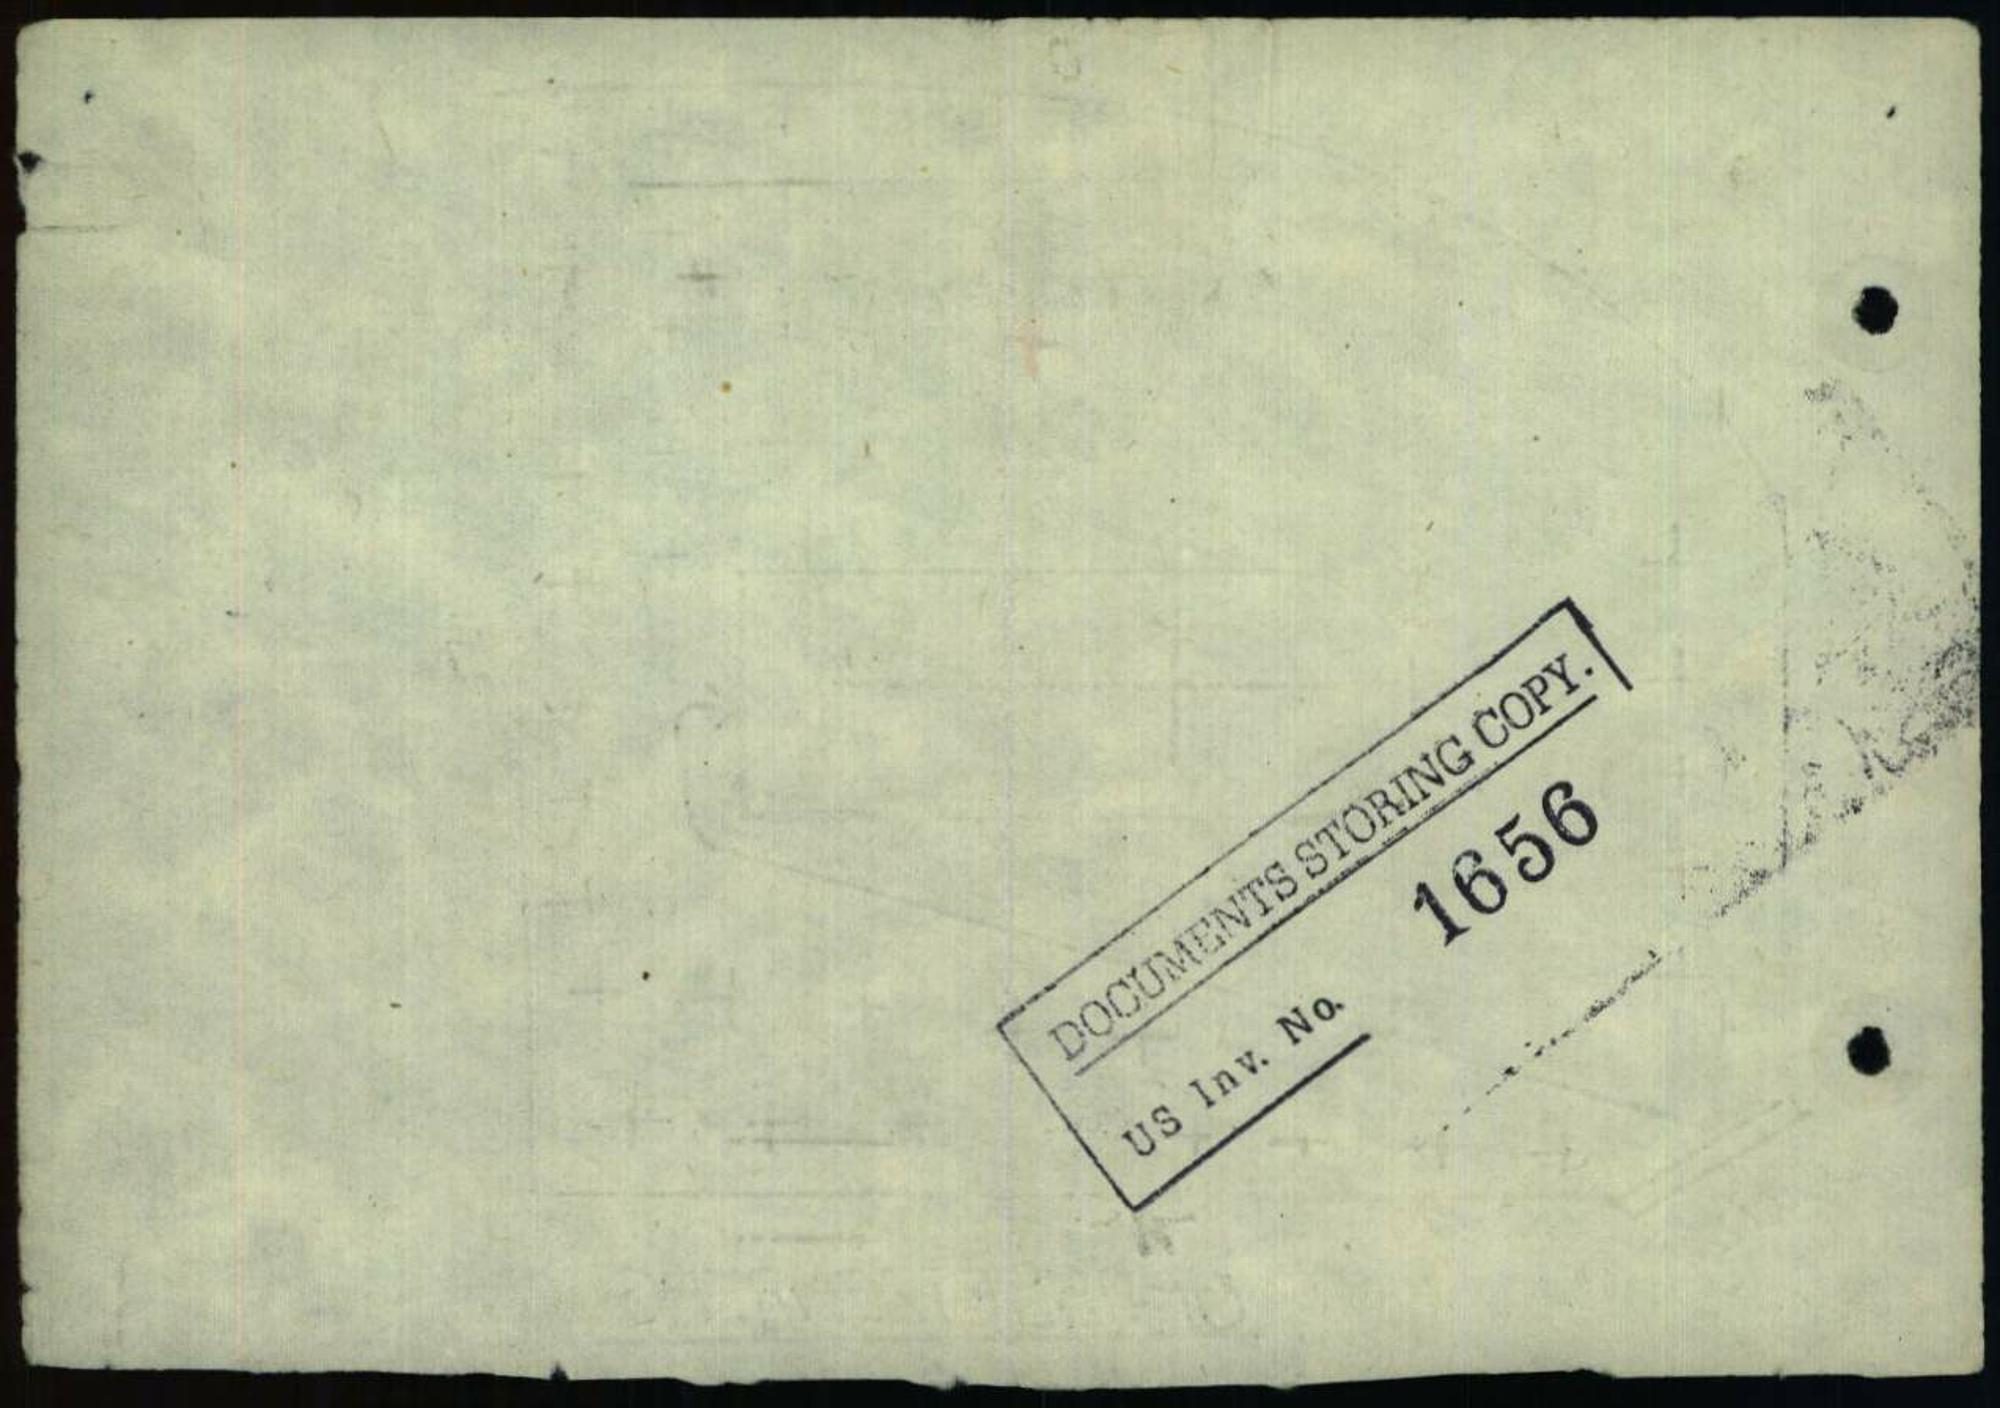 DOCUMENTS STORING COPY.
US Inv. No. 1656